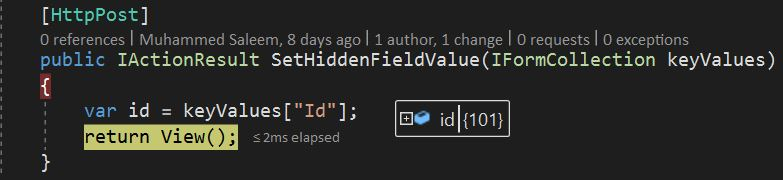 [HttpPost]
0 references | Muhammed Saleem, 8 days ago | 1 author, 1 change | 0 requests | 0 exceptions
public IActionResult SetHiddenFieldValue(IFormCollection keyValues)
{
var id = keyValues["Id"];
id {101}
return View(); ≤ 2ms elapsed
}